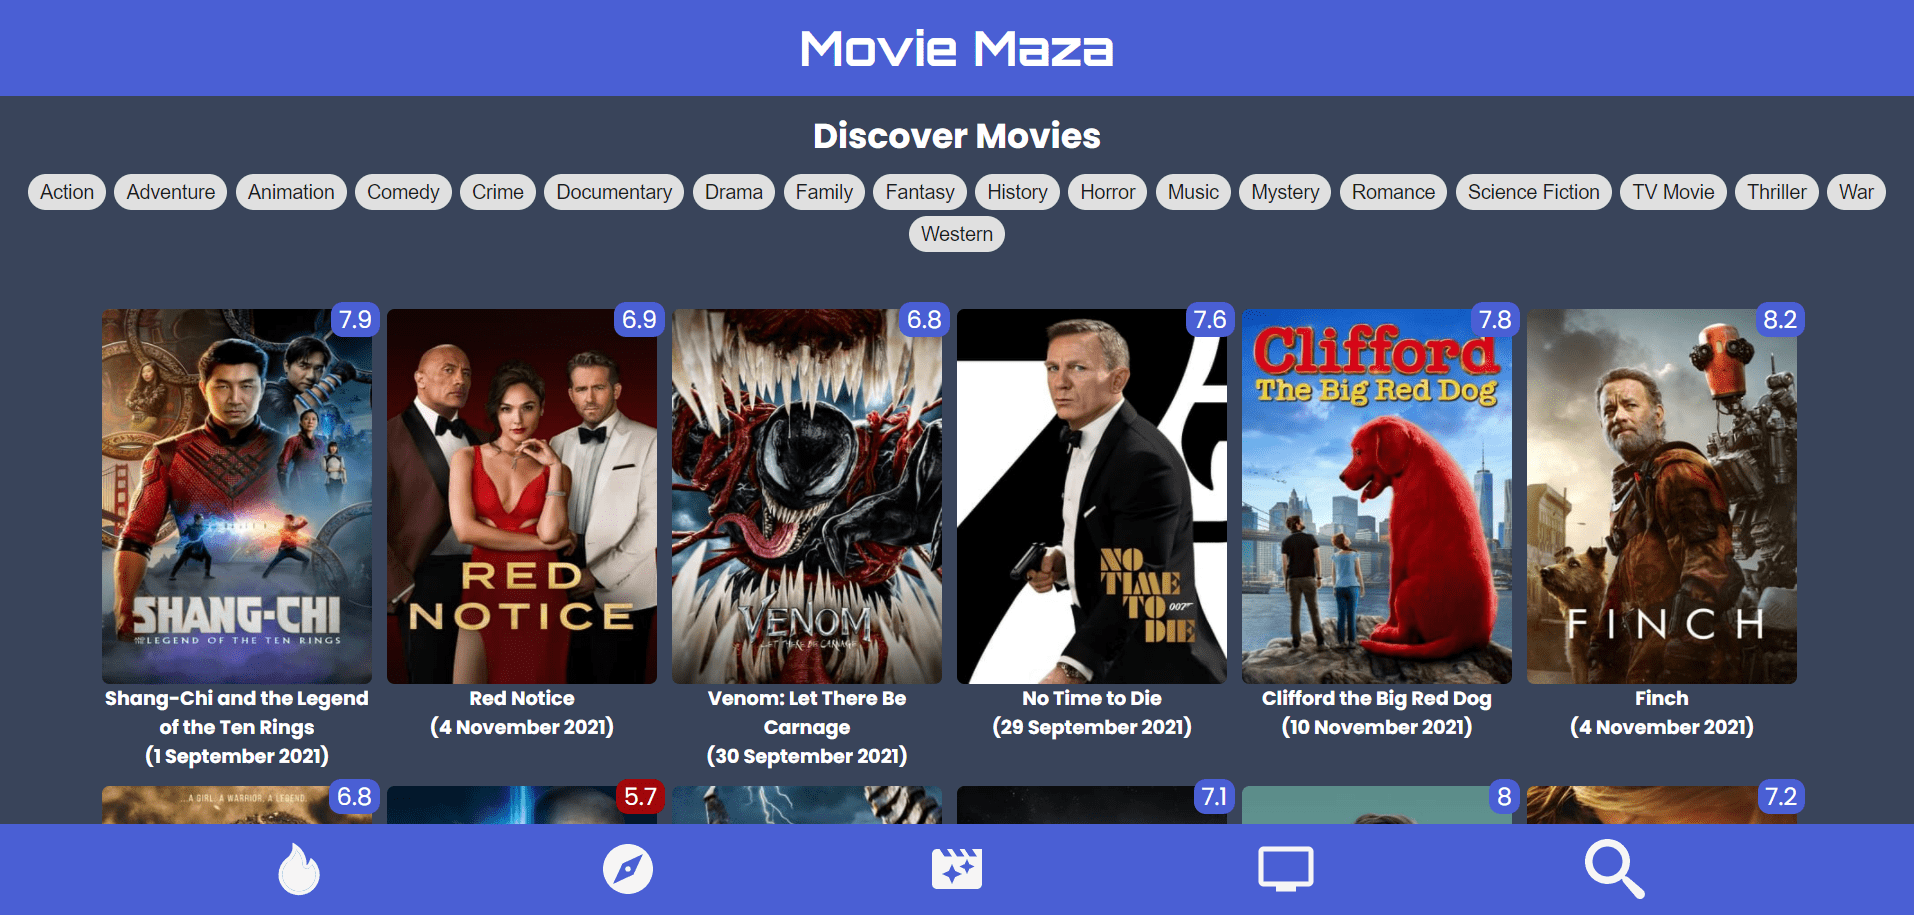 Movie Maza
Discover Movies
Action Adventure Animation Comedy Crime Documentary Drama Family Fantasy History Horror Music Mystery Romance Science Fiction TV Movie Thriller War
Western
7.9
SHANG-CHI
AND THE LEGEND OF THE TEN RINGS
Shang-Chi and the Legend
of the Ten Rings
(1 September 2021)
6.9
RED
NOTICE
Red Notice
(4 November 2021)
6.8
VENOM
LET THERE BE CARNAGE
Venom: Let There Be
Carnage
(30 September 2021)
7.6
NO
TIME
TO 007
DIE
No Time to Die
(29 September 2021)
7.8
Clifford
The Big Red Dog
Clifford the Big Red Dog
(10 November 2021)
8.2
FINCH
Finch
(4 November 2021)
...A GIRL. A WARRIOR. A LEGEND.
6.8
5.7
7.1
8
7.2